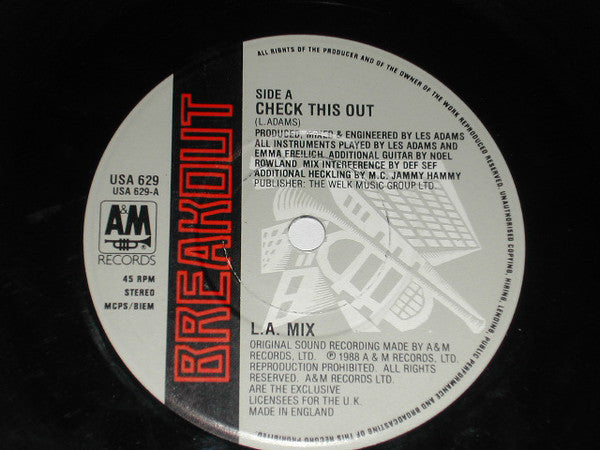 ALL RIGHTS OF THE PRODUCER AND OF THE OWNER OF THE WORK REPRODUCED RESERVED. UNAUTHORISED COPYING, HIRING, LENDING, PUBLIC PERFORMANCE AND BROADCASTING OF THIS RECORD PROHIBITED.
SIDE A
CHECK THIS OUT
(L.ADAMS)
PRODUCED, MIXED & ENGINEERED BY LES ADAMS
ALL INSTRUMENTS PLAYED BY LES ADAMS AND
EMMA FREILICH. ADDITIONAL GUITAR BY NOEL
ROWLAND. MIX INTERFERENCE BY DEF SEF
ADDITIONAL HECKLING BY M.C. JAMMY HAMMY
PUBLISHER: THE WELK MUSIC GROUP LTD.
USA 629
USA 629-A
A&M
®
RECORDS
45 RPM
STEREO
MCPS/BIEM
BREAKOUT
L.A. MIX
ORIGINAL SOUND RECORDING MADE BY A&M
RECORDS, LTD. ℗ 1988 A & M RECORDS, LTD.
REPRODUCTION PROHIBITED. ALL RIGHTS
RESERVED. A&M RECORDS LTD.
ARE THE EXCLUSIVE
LICENSEES FOR THE U.K.
MADE IN ENGLAND